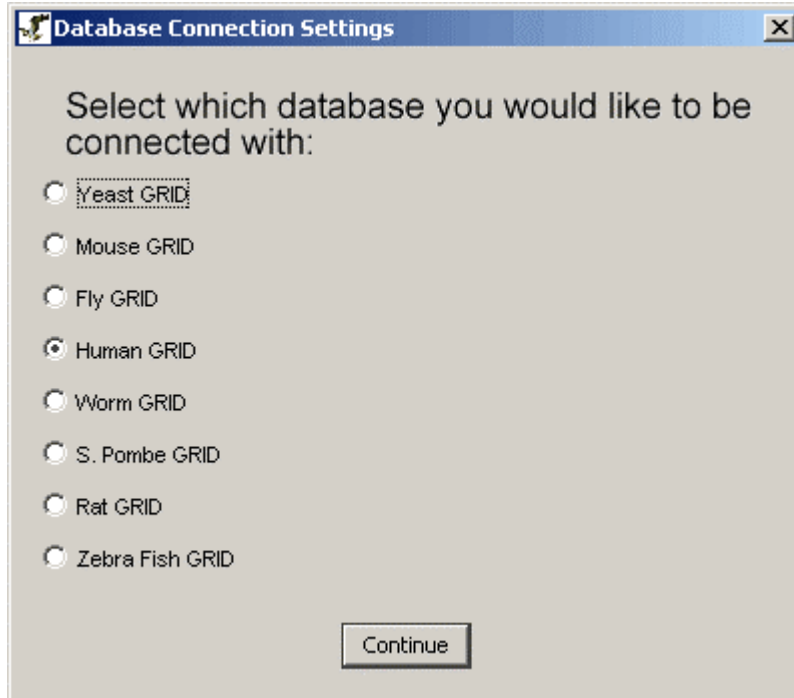 Database Connection Settings
Select which database you would like to be
connected with:
Yeast GRID
Mouse GRID
Fly GRID
Human GRID
Worm GRID
S. Pombe GRID
Rat GRID
Zebra Fish GRID
Continue